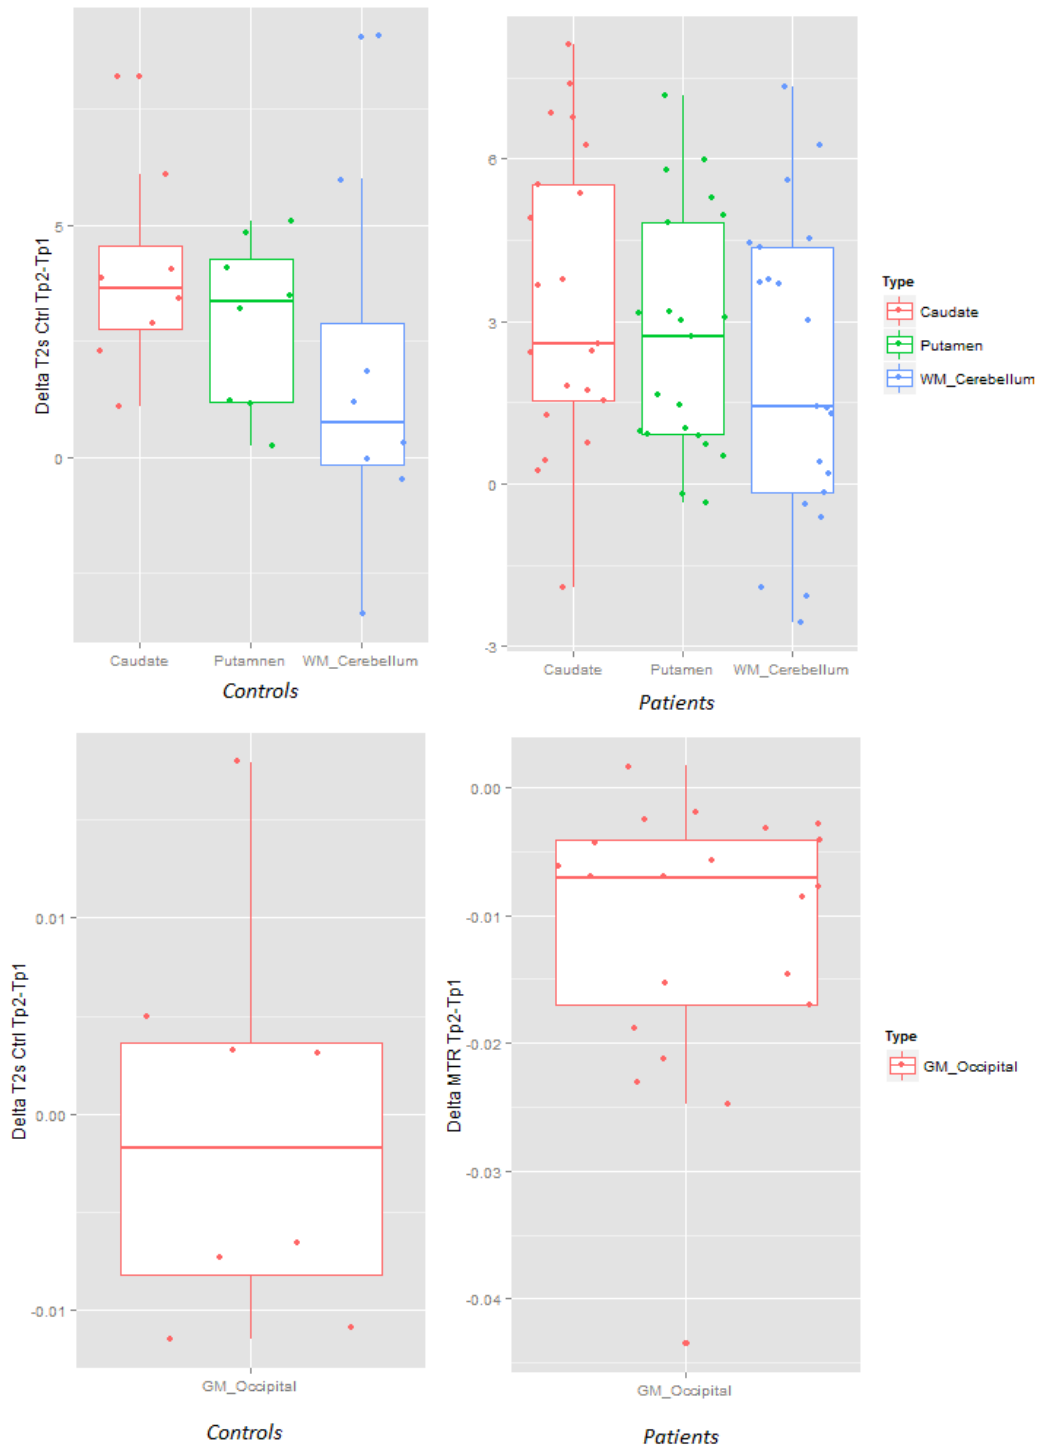 Delta T2s Ctrl Tp2-Tp1
5
0
Caudate Putamnen WM_Cerebellum
Controls
6
3
0
-3
Caudate Putamen WM_Cerebellum
Patients
Type
Caudate
Putamen
WM_Cerebellum
Delta T2s Ctrl Tp2-Tp1
0.01
0.00
-0.01
GM_Occipital
Controls
Delta MTR Tp2-Tp1
0.00
-0.01
-0.02
-0.03
-0.04
GM_Occipital
Patients
Type
GM_Occipital